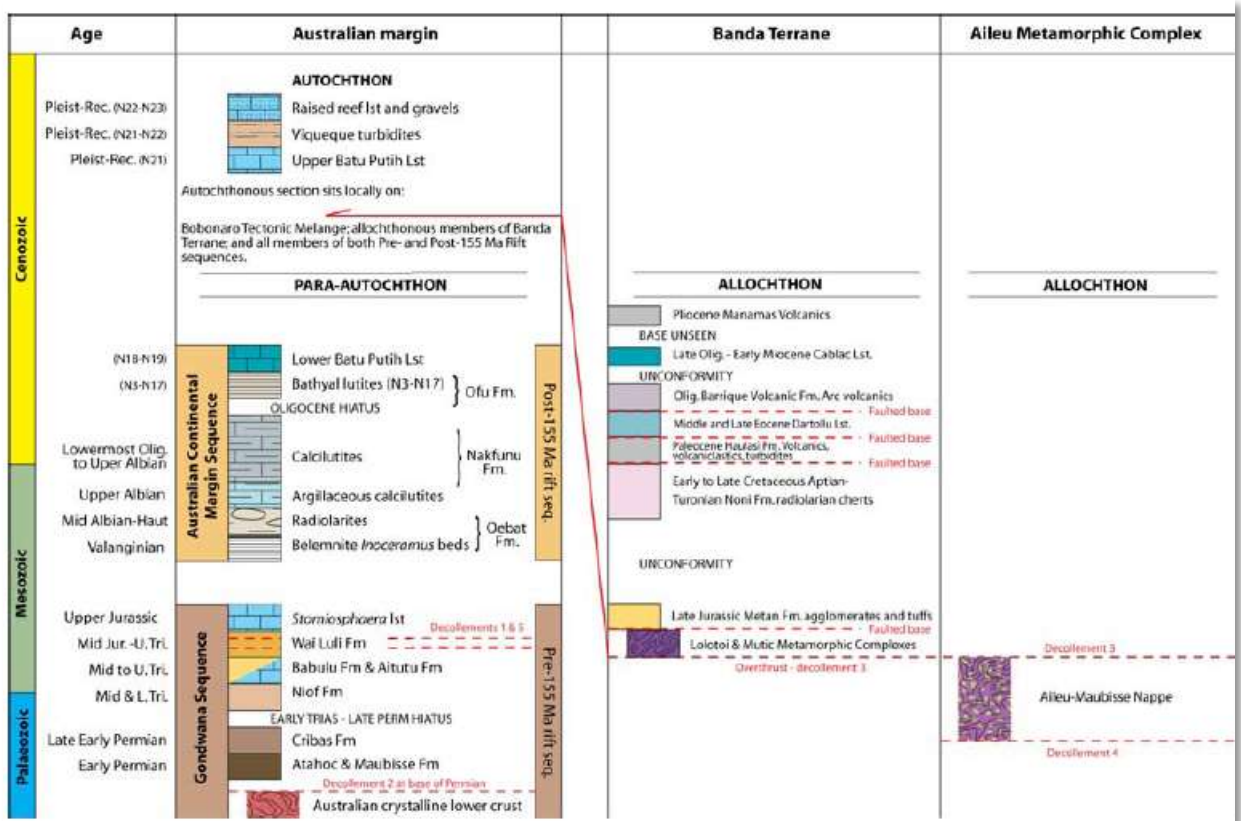 Age
Australian margin
Banda Terrane
Aileu Metamorphic Complex
Cenozoic
Mesozoic
Palaeozoic
AUTOCHTHON
Pleist-Rec. (N22-N23)
Raised reef lst and gravels
Pleist-Rec. (N21-N22)
Viqueque turbidites
Pleist-Rec. (N21)
Upper Batu Putih Lst
Autochthonous section sits locally on:
Bobonaro Tectonic Melange; allochthonous members of Banda
Terrane; and all members of both Pre- and Post-155 Ma Rift
sequences.
PARA-AUTOCHTHON
Australian Continental
Margin Sequence
Post-155 Ma rift seq.
(N18-N19)
Lower Batu Putih Lst
(N3-N17)
Bathyal lutites (N3-N17)
Ofu Fm.
OLIGOCENE HIATUS
Lowermost Olig.
to Uper Albian
Calcilutites
Nakfunu
Fm.
Upper Albian
Argillaceous calcilutites
Mid Albian-Haut
Radiolarites
Oebat
Fm.
Valanginian
Belemnite Inoceramus beds
Gondwana Sequence
Pre-155 Ma rift seq.
Upper Jurassic
Stomiosphaera lst
Decollements 1 & 5
Mid Jur.-U.Tri.
Wai Luli Fm
Mid to U.Tri.
Babulu Fm & Aitutu Fm
Mid & L.Tri.
Niof Fm
EARLY TRIAS - LATE PERM HIATUS
Late Early Permian
Cribas Fm
Early Permian
Atahoc & Maubisse Fm
Decollement 2 at base of Permian
Australian crystalline lower crust
ALLOCHTHON
Pliocene Manamas Volcanics
BASE UNSEEN
Late Olig. - Early Miocene Cablac Lst.
UNCONFORMITY
Olig. Barrique Volcanic Fm. Arc volcanics
Faulted base
Middle and Late Eocene Dartollu Lst.
Faulted base
Paleocene Haulasi Fm. Volcanics,
volcaniclastics, turbidites
Faulted base
Early to Late Cretaceous Aptian-
Turonian Noni Fm. radiolarian cherts
UNCONFORMITY
Late Jurassic Metan Fm. agglomerates and tuffs
Faulted base
Lolotoi & Mutic Metamorphic Complexes
Overthrust - decollement 3
ALLOCHTHON
Decollement 3
Aileu-Maubisse Nappe
Decollement 4